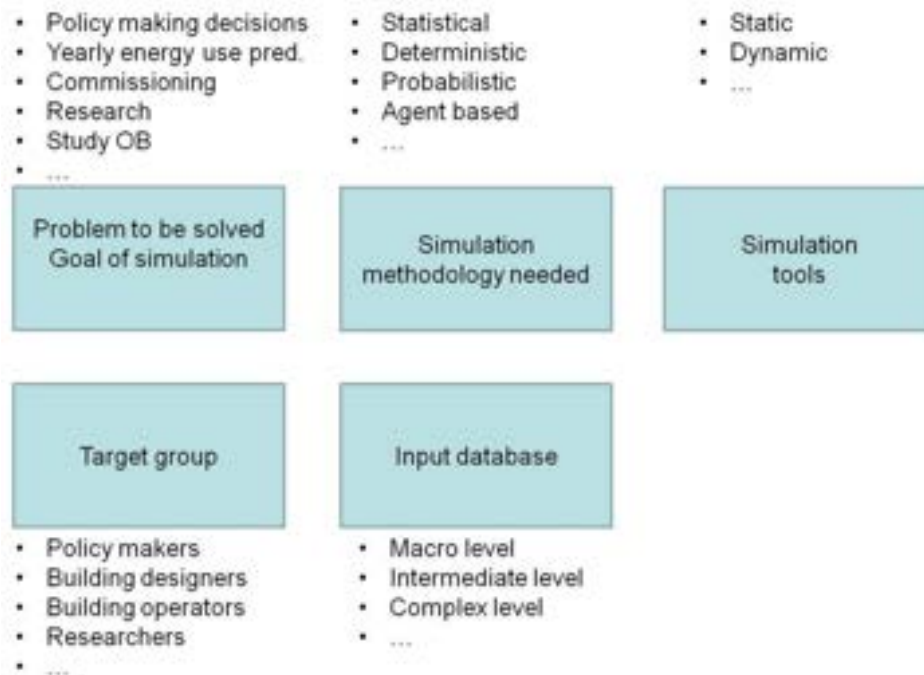 • Policy making decisions
• Yearly energy use pred.
• Commissioning
• Research
• Study OB
• ...
• Statistical
• Deterministic
• Probabilistic
• Agent based
• ...
• Static
• Dynamic
• ...
Problem to be solved
Goal of simulation
Simulation
methodology needed
Simulation
tools
Target group
Input database
• Policy makers
• Building designers
• Building operators
• Researchers
• ...
• Macro level
• Intermediate level
• Complex level
• ...